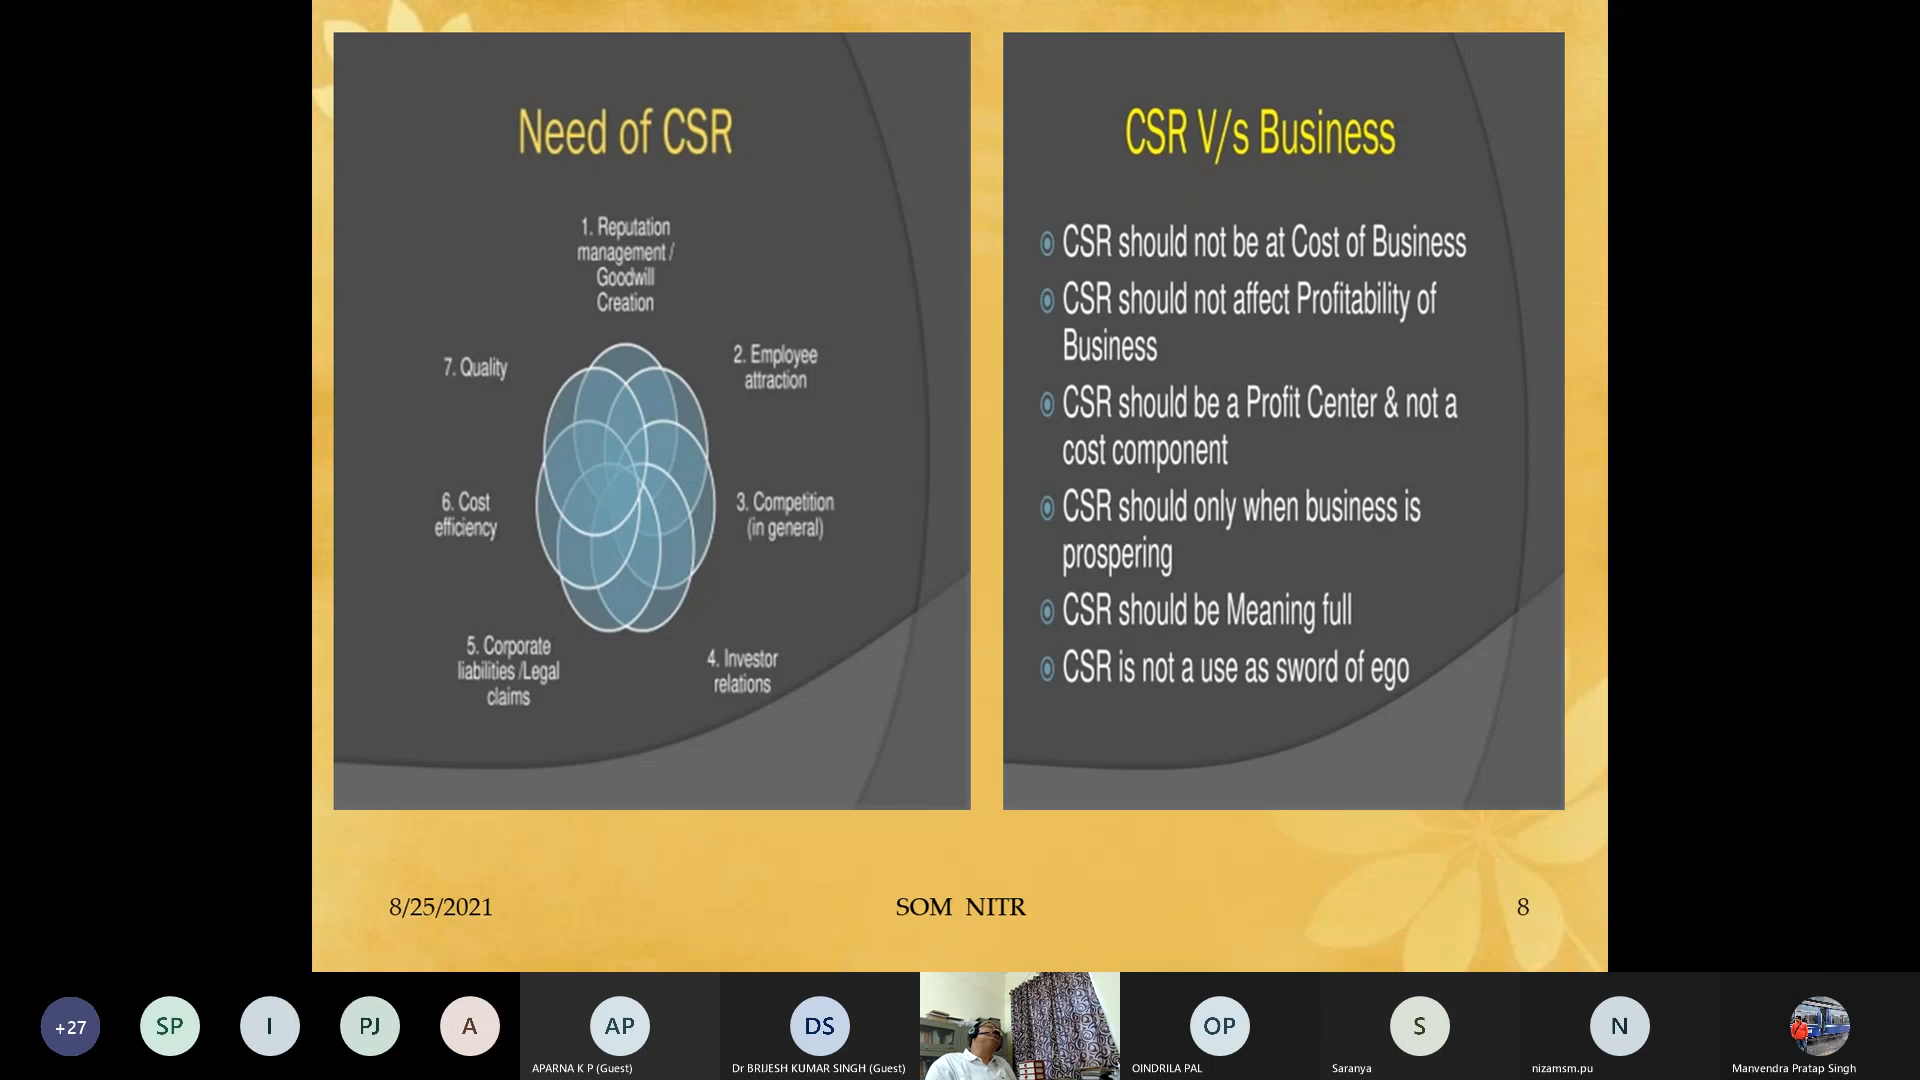 Need of CSR
1. Reputation
management /
Goodwill
Creation
2. Employee
attraction
3. Competition
(in general)
4. Investor
relations
5. Corporate
liabilities /Legal
claims
6. Cost
efficiency
7. Quality
CSR V/s Business
CSR should not be at Cost of Business
CSR should not affect Profitability of
Business
CSR should be a Profit Center & not a
cost component
CSR should only when business is
prospering
CSR should be Meaning full
CSR is not a use as sword of ego
8/25/2021
SOM NITR
8
+27
SP
I
PJ
A
AP
APARNA K P (Guest)
DS
Dr BRIJESH KUMAR SINGH (Guest)
OP
OINDRILA PAL
S
Saranya
N
nizamsm.pu
Manvendra Pratap Singh